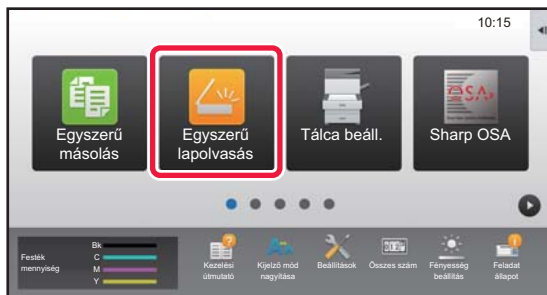 10:15
Egyszerű
másolás
Egyszerű
lapolvasás
Tálca beáll.
OSA
Sharp OSA
Festék
mennyiség
Bk
C
M
Y
Kezelési
útmutató
Kijelző mód
nagyítása
Beállítások
Összes szám
Fényesség
beállítás
Feladat
állapot